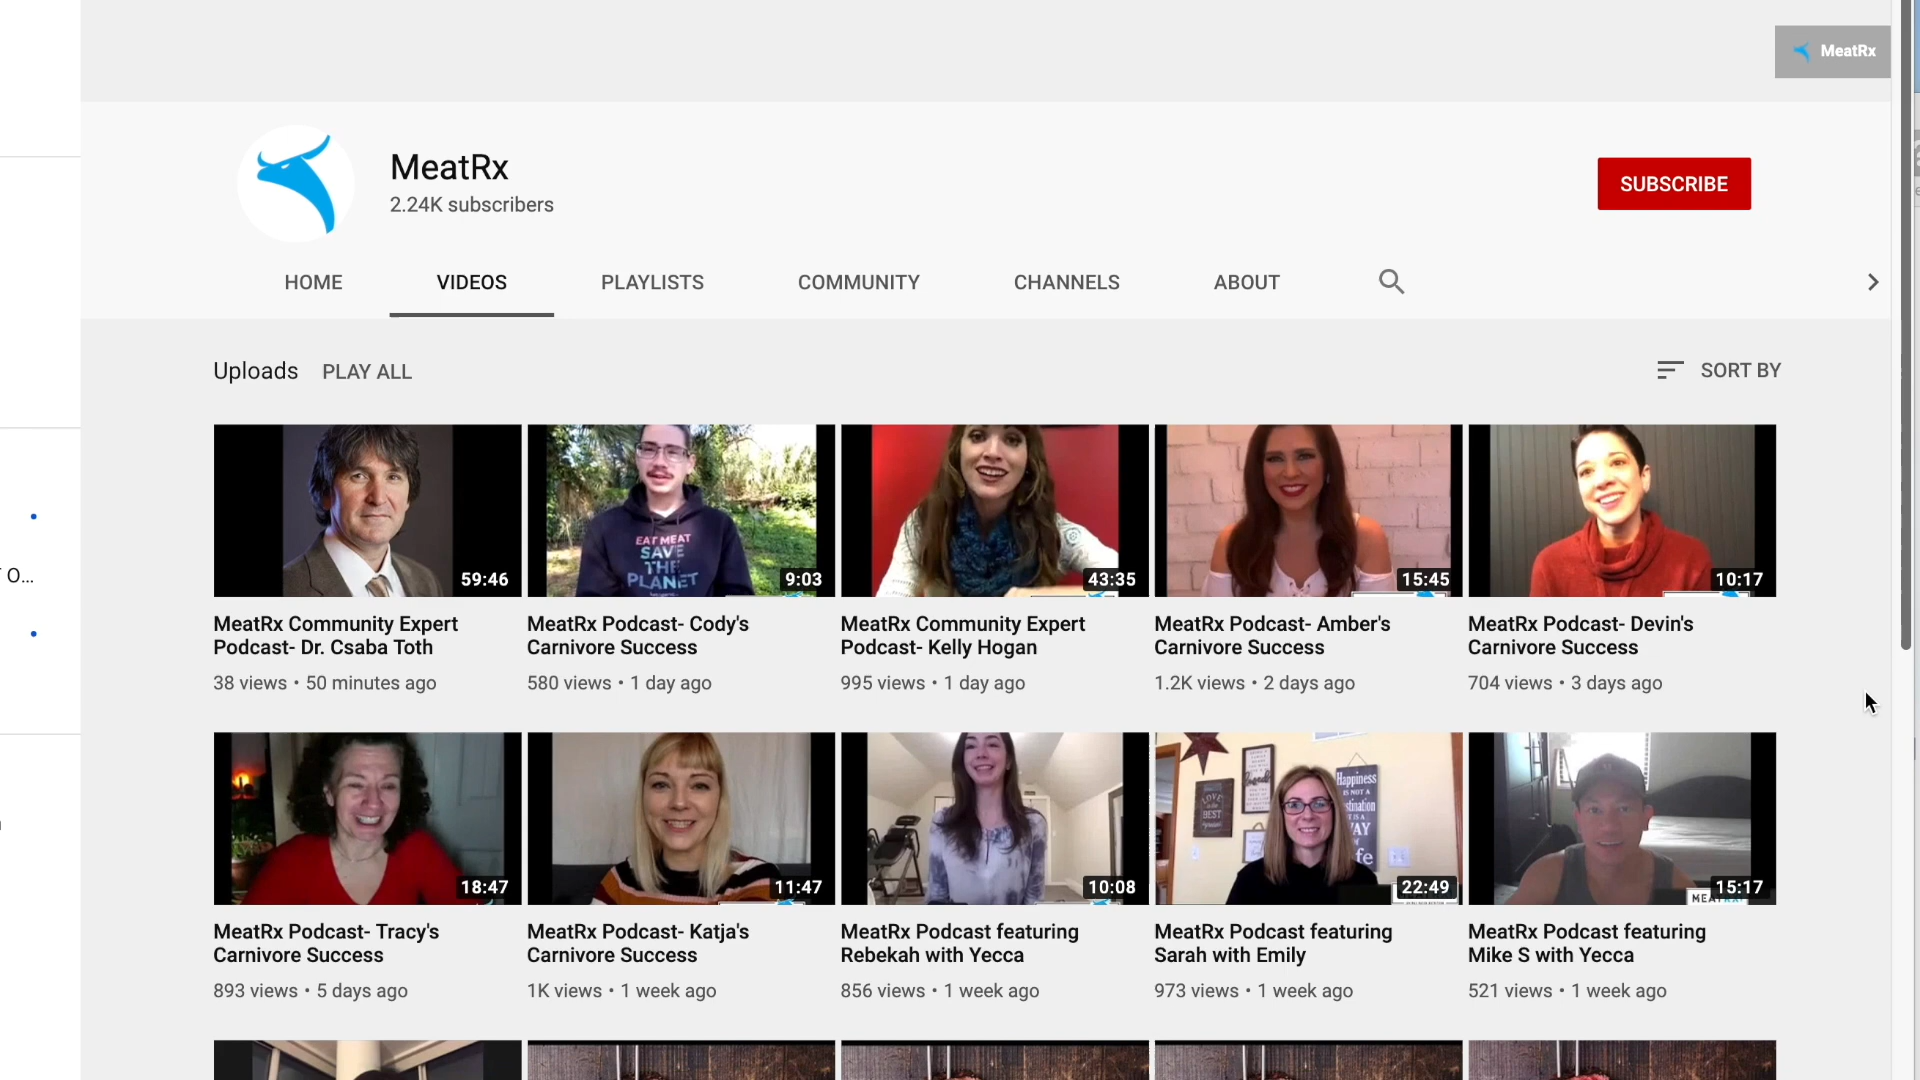 MeatRx
MeatRx
2.24K subscribers
SUBSCRIBE
HOME VIDEOS PLAYLISTS COMMUNITY CHANNELS ABOUT
Uploads PLAY ALL SORT BY
EAT MEAT
SAVE
THE
PLANET
59:46 9:03 43:35 15:45 10:17
MeatRx Community Expert
Podcast- Dr. Csaba Toth
38 views • 50 minutes ago
MeatRx Podcast- Cody's
Carnivore Success
580 views • 1 day ago
MeatRx Community Expert
Podcast- Kelly Hogan
995 views • 1 day ago
MeatRx Podcast- Amber's
Carnivore Success
1.2K views • 2 days ago
MeatRx Podcast- Devin's
Carnivore Success
704 views • 3 days ago
O...
Happiness
IS NOT A
LOVE
BEST
18:47 11:47 10:08 22:49 15:17
MeatRx Podcast- Tracy's
Carnivore Success
893 views • 5 days ago
MeatRx Podcast- Katja's
Carnivore Success
1K views • 1 week ago
MeatRx Podcast featuring
Rebekah with Yecca
856 views • 1 week ago
MeatRx Podcast featuring
Sarah with Emily
973 views • 1 week ago
MeatRx Podcast featuring
Mike S with Yecca
521 views • 1 week ago